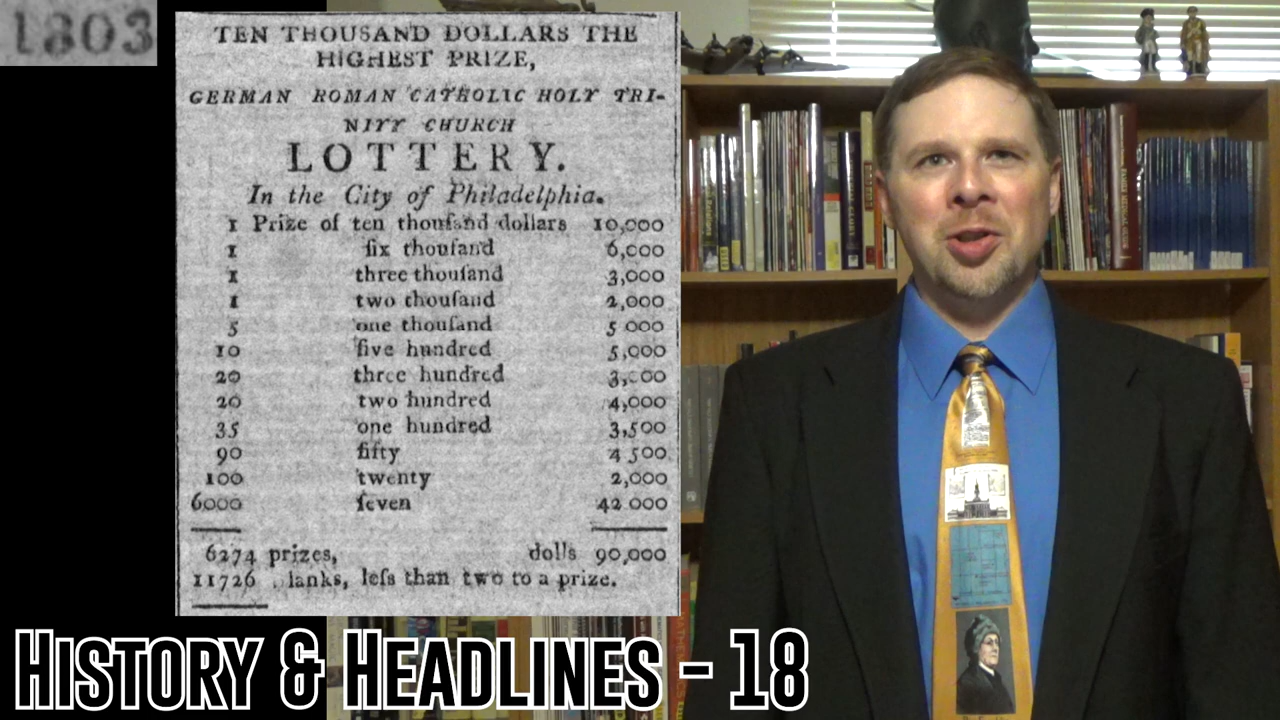 1803
TEN THOUSAND DOLLARS THE
HIGHEST PRIZE,
GERMAN ROMAN CATHOLIC HOLY TRI-
NITY CHURCH
LOTTERY.
In the City of Philadelphia.
1 Prize of ten thouſand dollars 10,000
1 ſix thouſand 6,000
1 three thouſand 3,000
1 two thouſand 2,000
5 one thouſand 5 000
10 five hundred 5,000
20 three hundred 3,000
20 two hundred 4,000
35 one hundred 3,500
90 fifty 4 500
100 twenty 2,000
6000 ſeven 42 000
6274 prizes, dolls 90,000
11726 lanks, leſs than two to a prize.
HISTORY & HEADLINES - 18